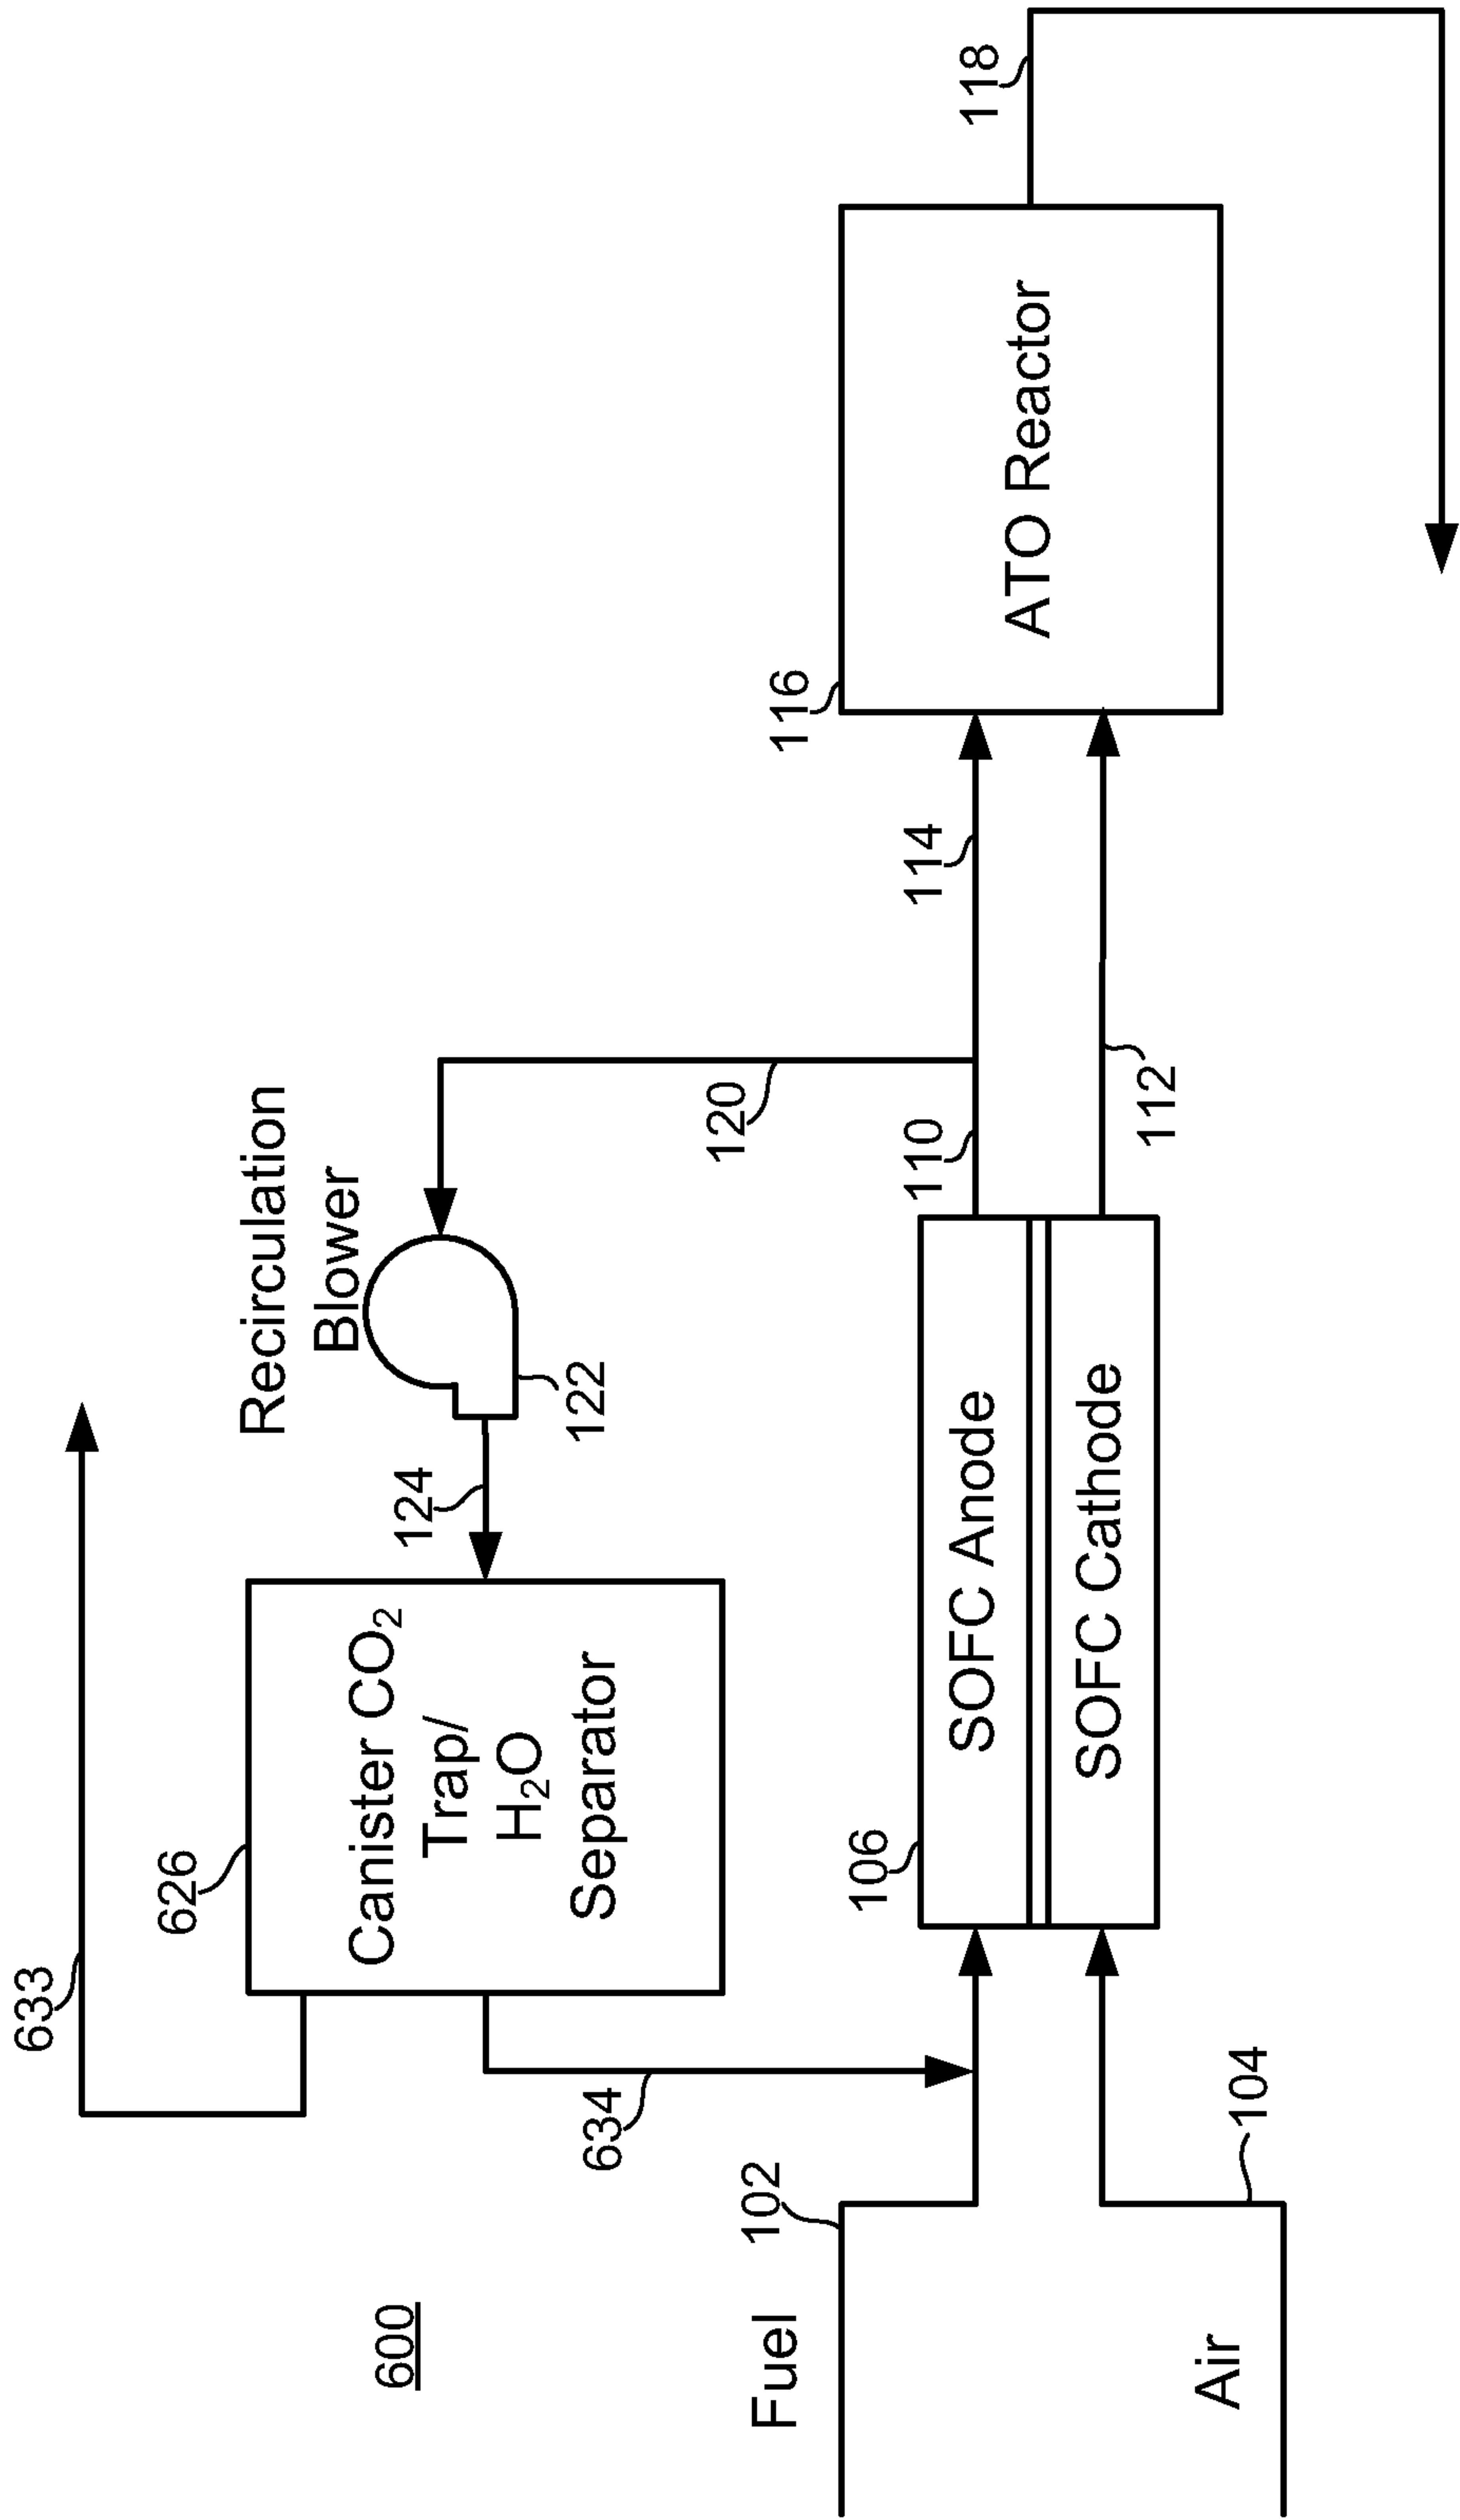 600
633
626
Canister CO₂
Trap/
H₂O
Separator
124
Recirculation
Blower
122
634
120
Fuel
102
106
SOFC Anode
SOFC Cathode
110
114
116
ATO Reactor
118
112
Air
104